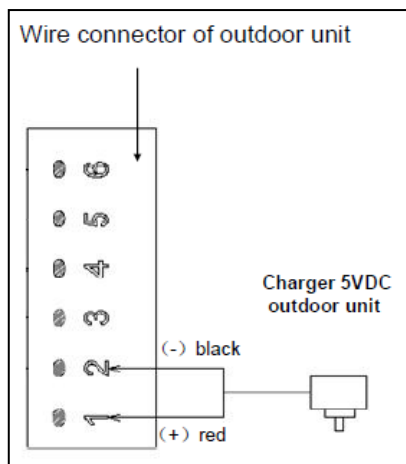 Wire connector of outdoor unit
6
5
4
3
2
1
Charger 5VDC
outdoor unit
(-) black
(+) red